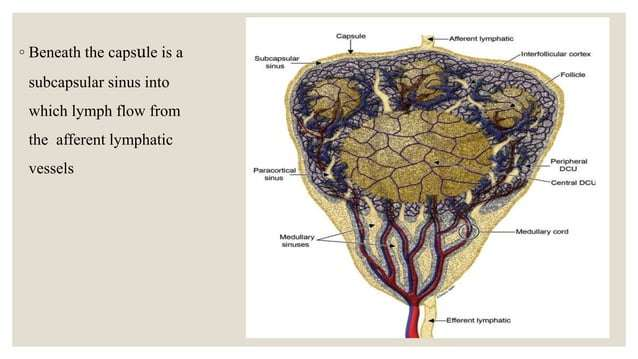 ◦ Beneath the capsule is a
subcapsular sinus into
which lymph flow from
the afferent lymphatic
vessels
Capsule
Afferent lymphatic
Subcapsular
sinus
Interfollicular cortex
Follicle
Paracortical
sinus
Peripheral
DCU
Central DCU
Medullary
sinuses
Medullary cord
Efferent lymphatic